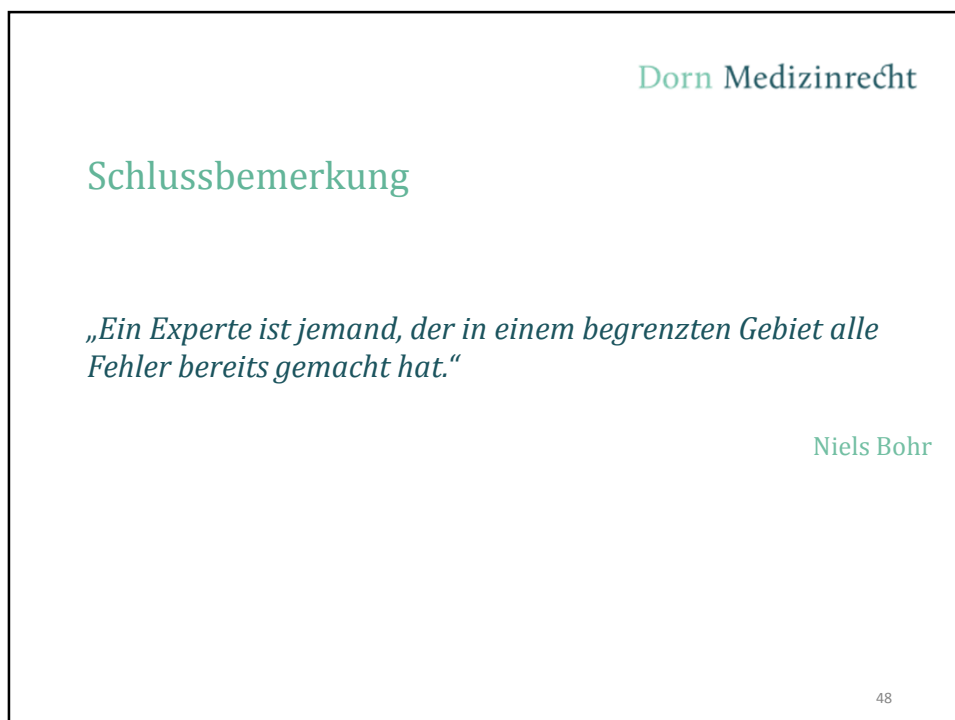 Dorn Medizinrecht
Schlussbemerkung
„Ein Experte ist jemand, der in einem begrenzten Gebiet alle
Fehler bereits gemacht hat.“
Niels Bohr
48